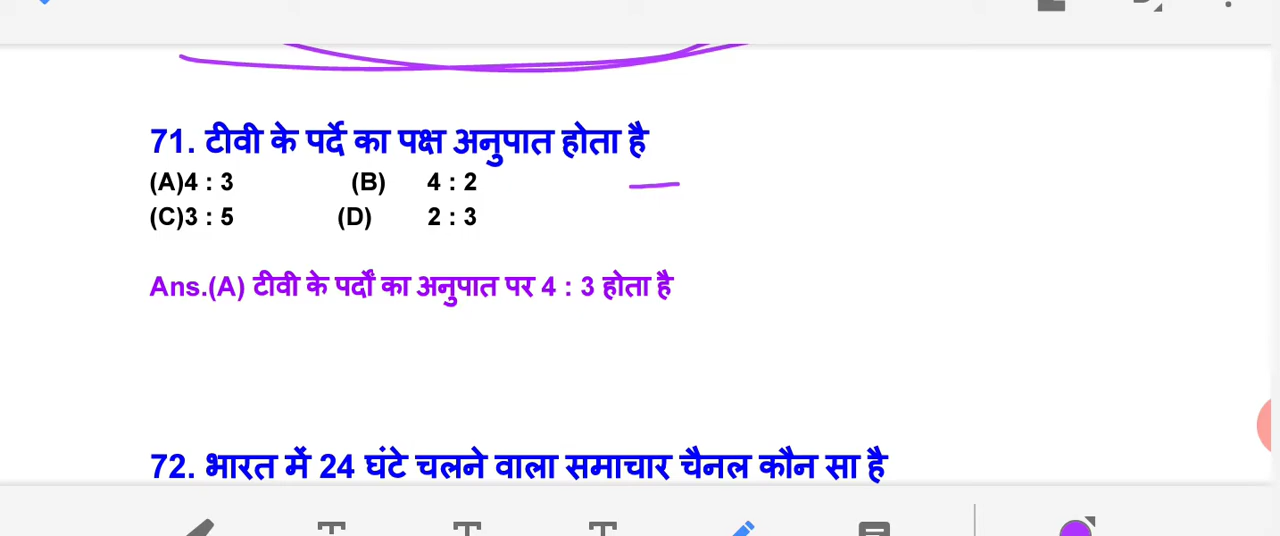 71. टीवी के पर्दे का पक्ष अनुपात होता है
(A)4 : 3 (B) 4 : 2
(C)3 : 5 (D) 2 : 3
Ans.(A) टीवी के पर्दों का अनुपात पर 4 : 3 होता है
72. भारत में 24 घंटे चलने वाला समाचार चैनल कौन सा है